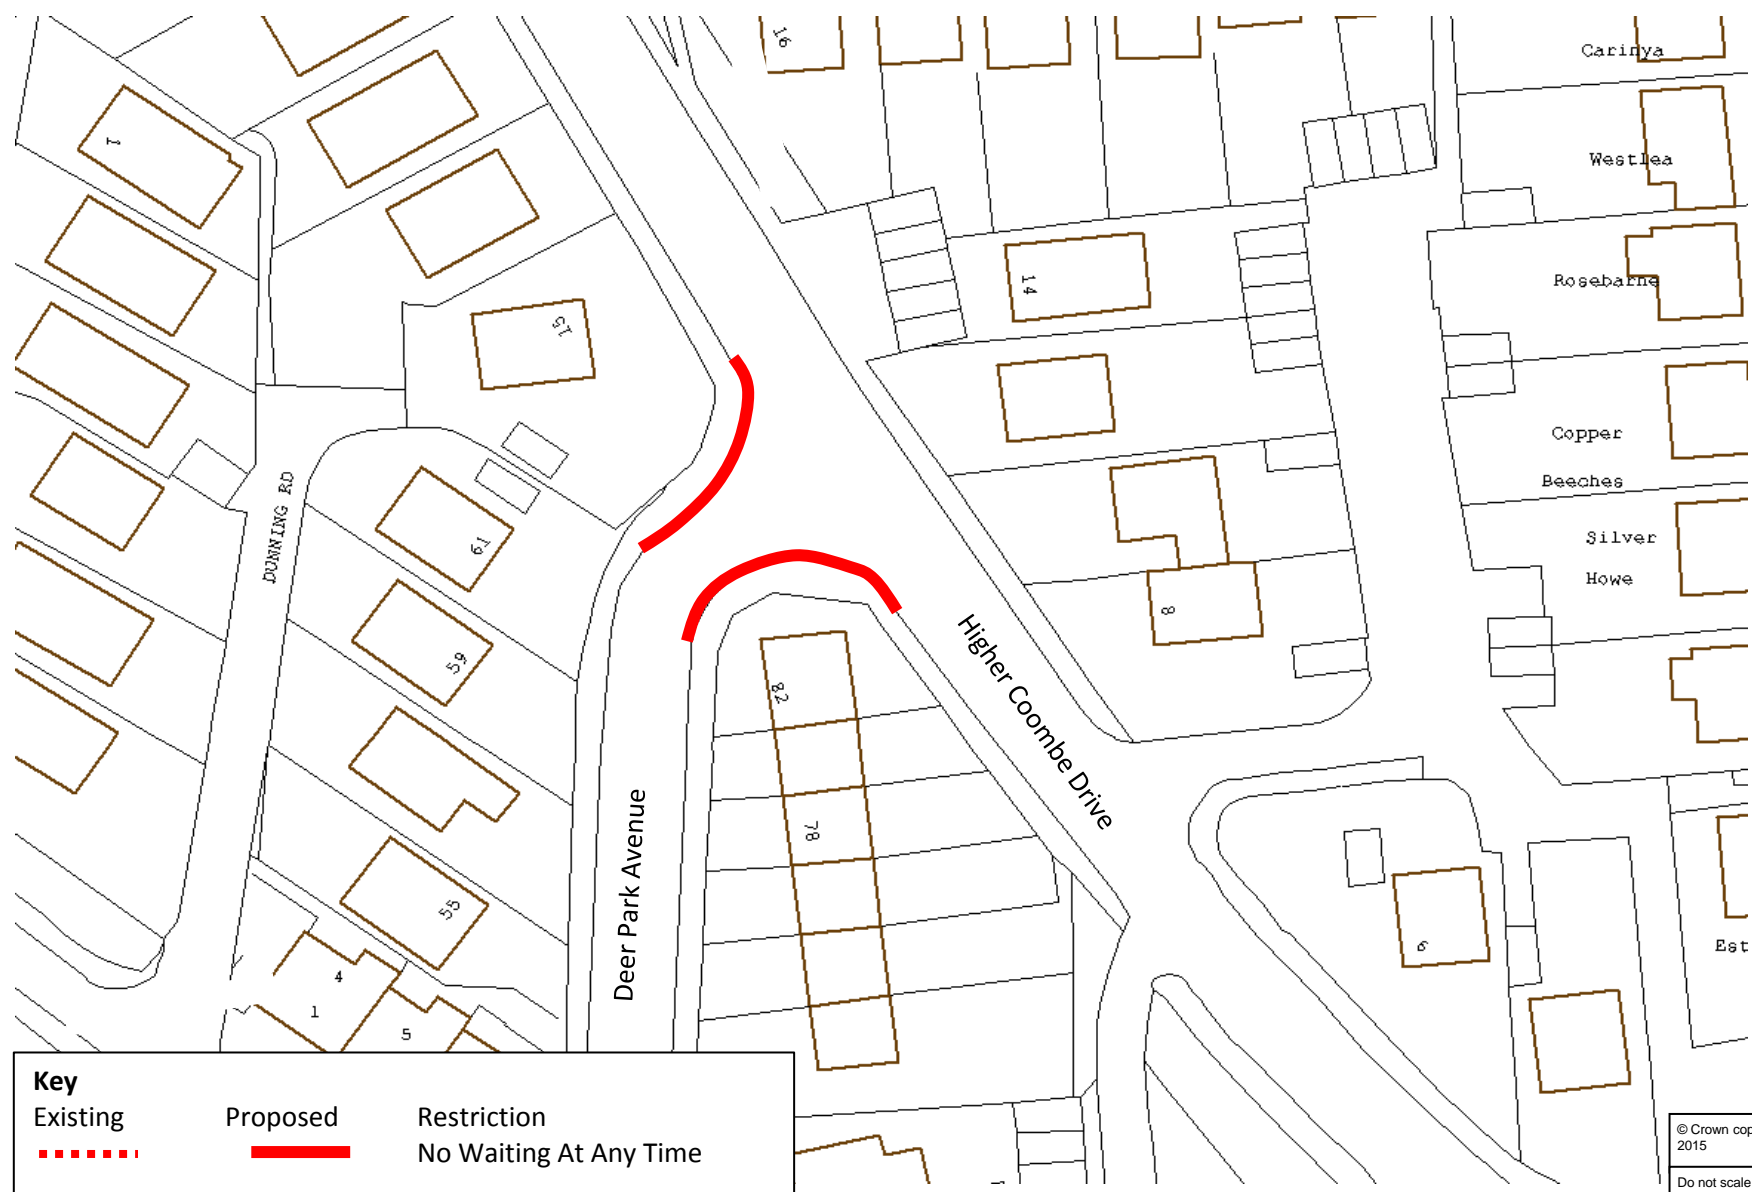 16
Carinya
1
Westlea
14
Rosebarne
15
Copper
Beeches
DUNNING RD
Silver
61
Howe
8
Higher Coombe Drive
59
82
78
Deer Park Avenue
55
6
Est
4
1
5
Key
Existing Proposed Restriction
No Waiting At Any Time
© Crown cop
2015
Do not scale